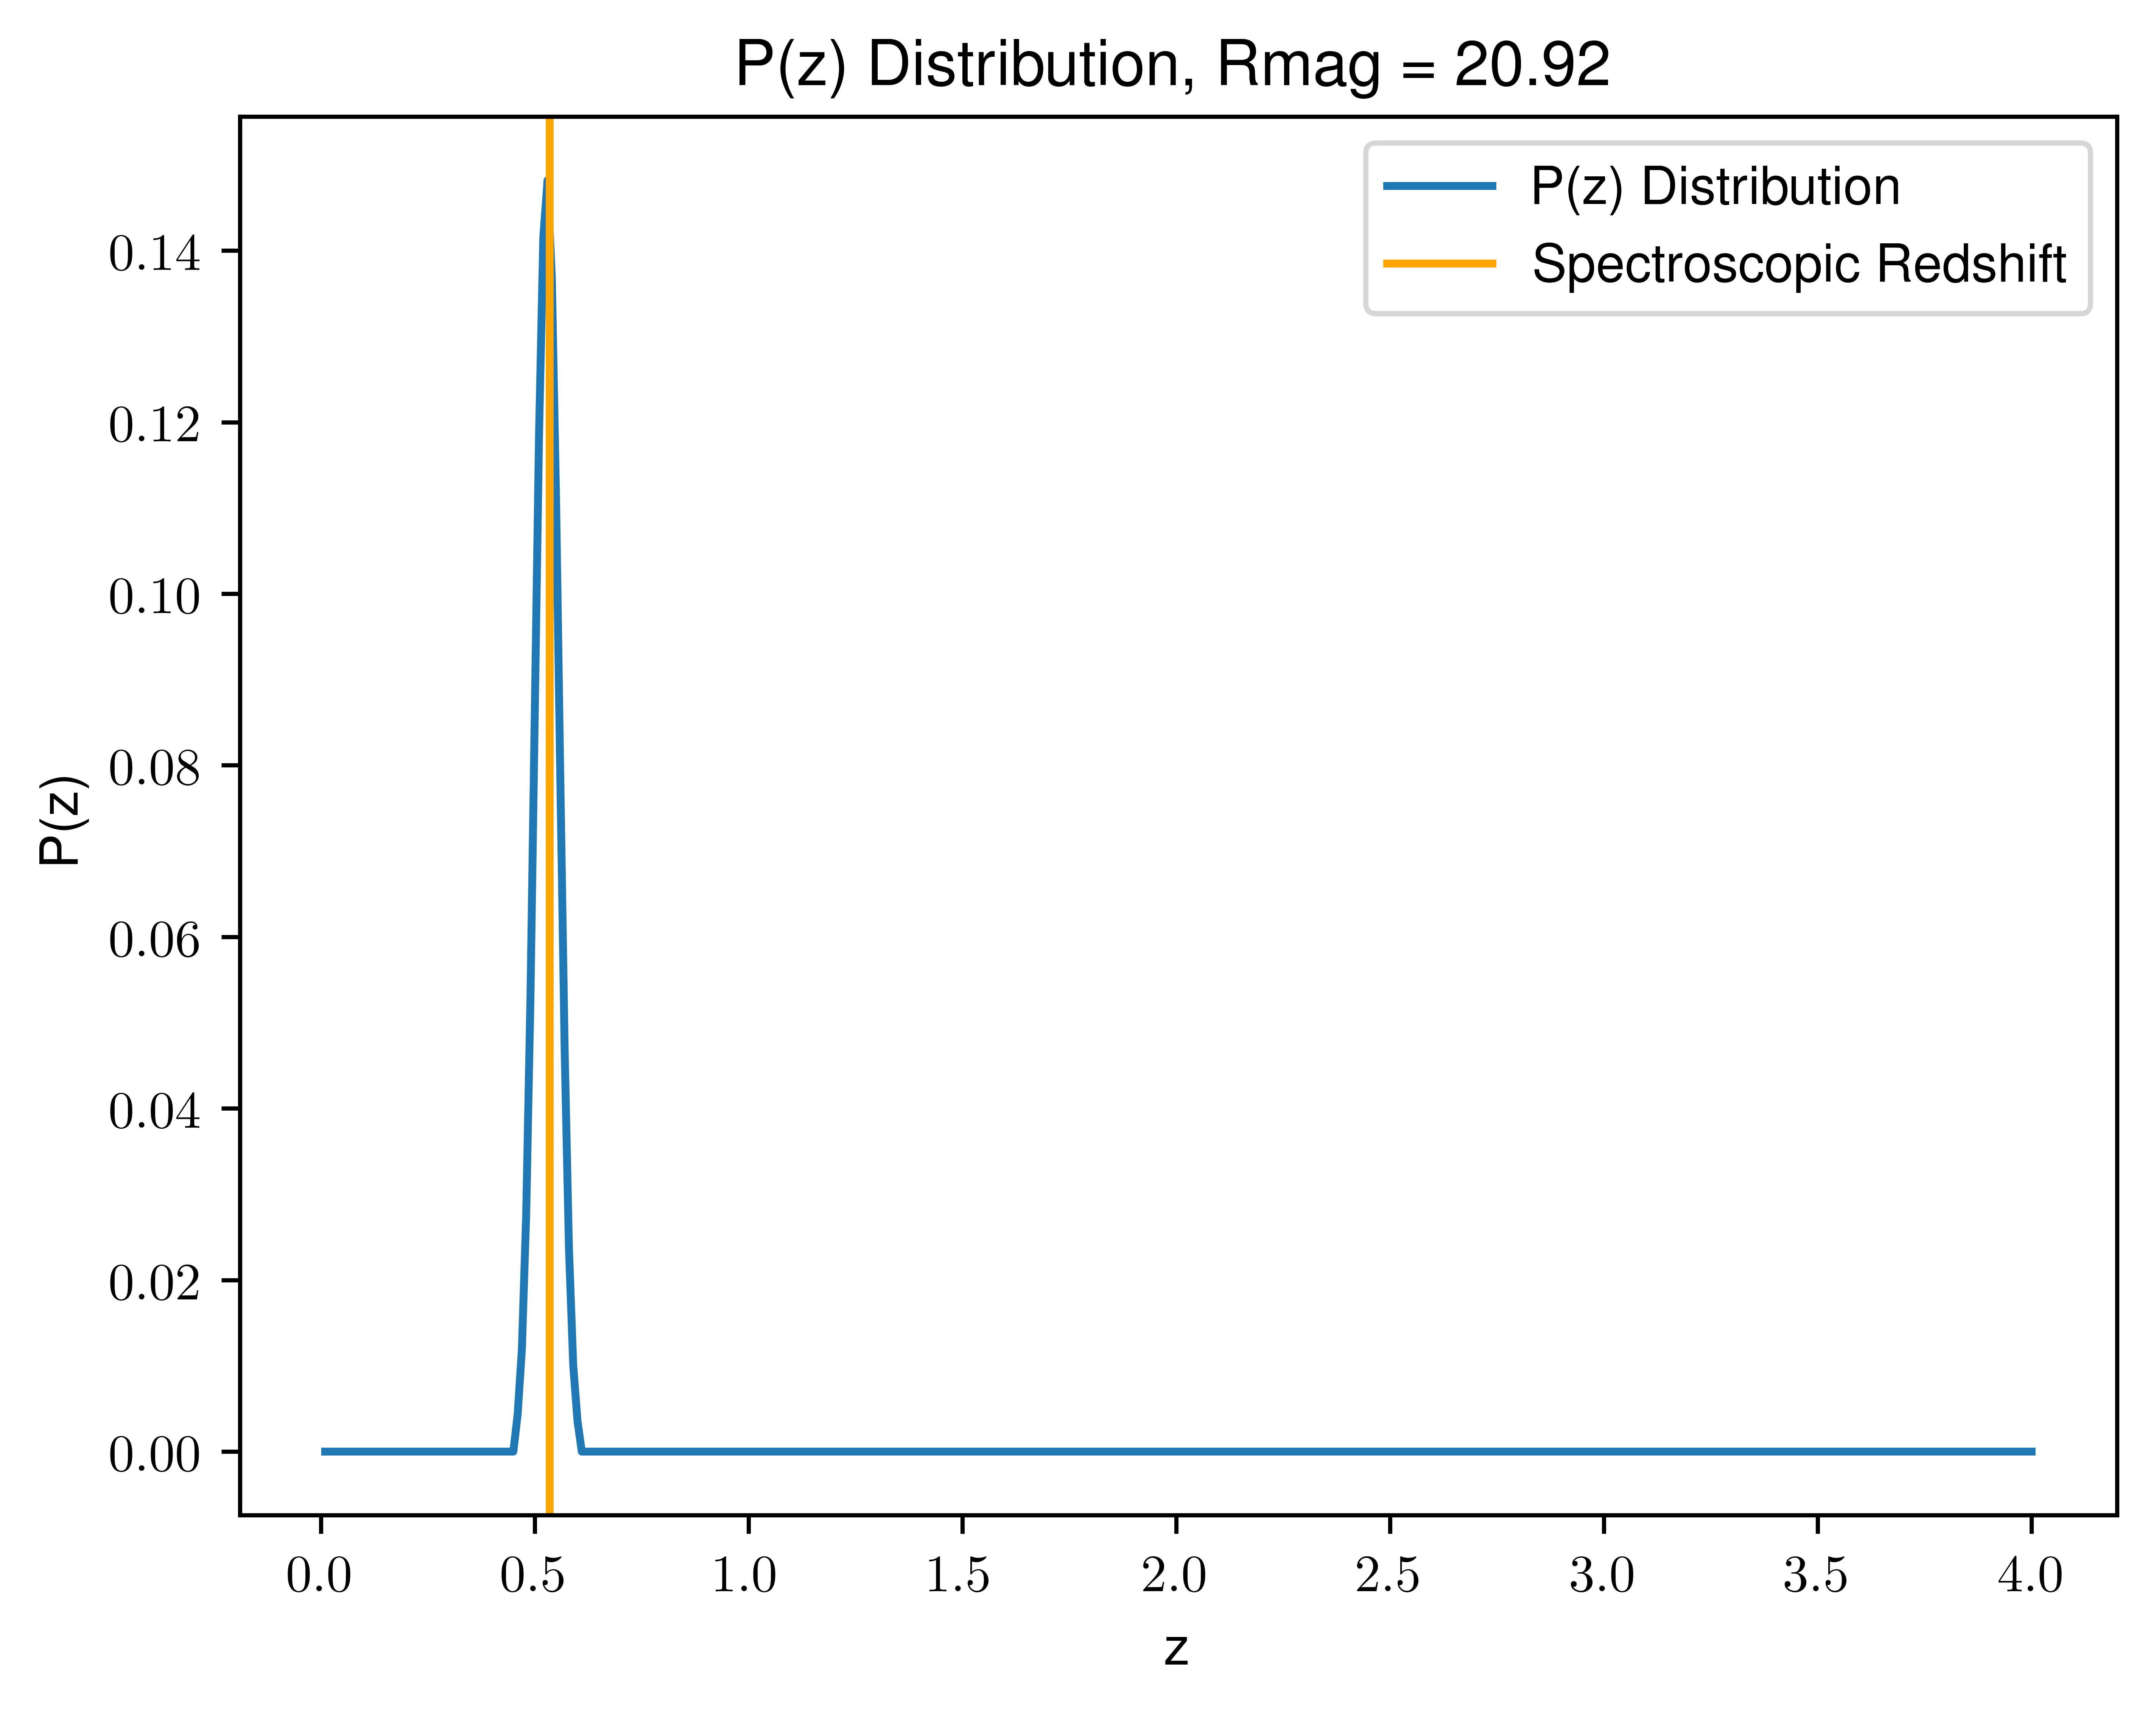 P(z) Distribution, Rmag = 20.92
P(z) Distribution
Spectroscopic Redshift
0.14
0.12
0.10
0.08
0.06
0.04
0.02
0.00
P(z)
0.0 0.5 1.0 1.5 2.0 2.5 3.0 3.5 4.0
z